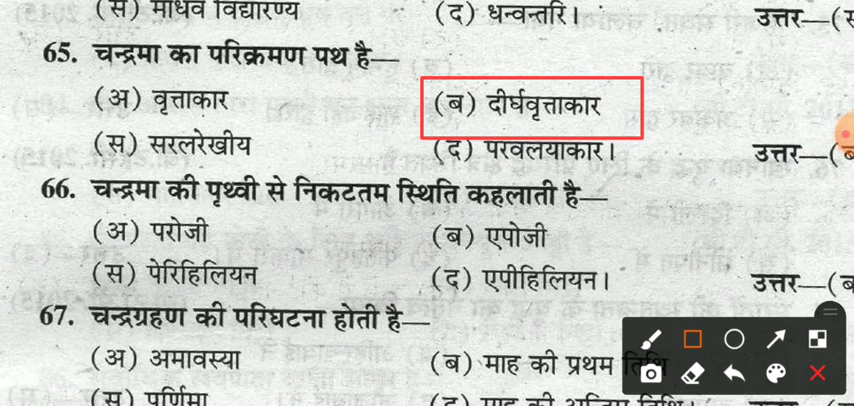 (स) माधव विद्यारण्य (द) धन्वन्तरि। उत्तर—(स
65. चन्द्रमा का परिक्रमण पथ है—
(अ) वृत्ताकार (ब) दीर्घवृत्ताकार
(स) सरलरेखीय (द) परवलयाकार। उत्तर—(ब
66. चन्द्रमा की पृथ्वी से निकटतम स्थिति कहलाती है—
(अ) परोजी (ब) एपोजी
(स) पेरिहिलियन (द) एपीहिलियन। उत्तर—(ब
67. चन्द्रग्रहण की परिघटना होती है—
(अ) अमावस्या (ब) माह की प्रथम तिथि
(स) पूर्णिमा (द) माह की अन्तिम तिथि।